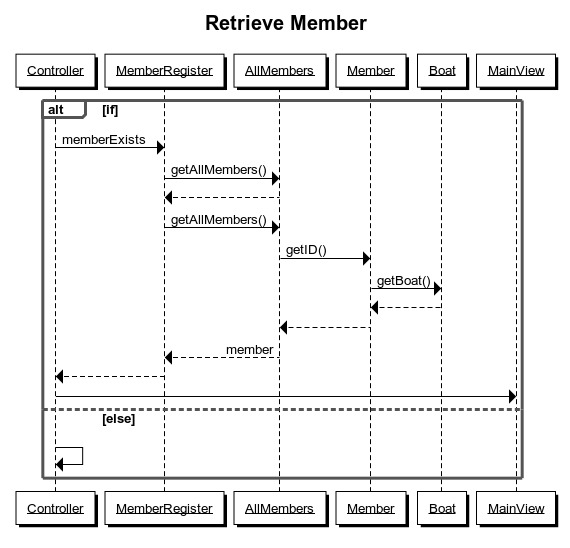 Retrieve Member
Controller MemberRegister AllMembers Member Boat MainView
alt [if]
memberExists
getAllMembers()
getAllMembers()
getID()
getBoat()
member
[else]
Controller MemberRegister AllMembers Member Boat MainView